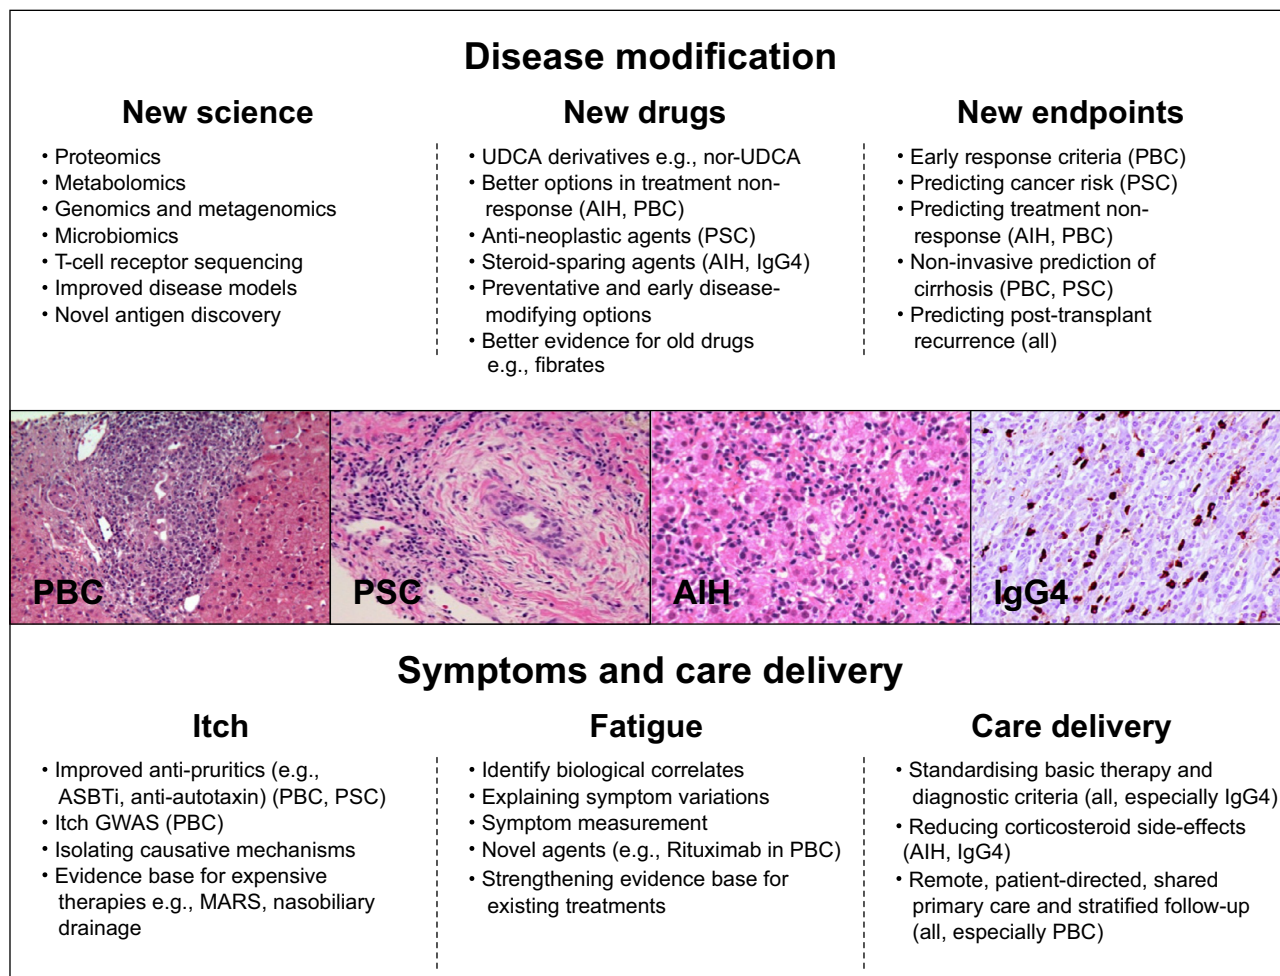 Disease modification
New science
• Proteomics
• Metabolomics
• Genomics and metagenomics
• Microbiomics
• T-cell receptor sequencing
• Improved disease models
• Novel antigen discovery
New drugs
• UDCA derivatives e.g., nor-UDCA
• Better options in treatment non-
response (AIH, PBC)
• Anti-neoplastic agents (PSC)
• Steroid-sparing agents (AIH, IgG4)
• Preventative and early disease-
modifying options
• Better evidence for old drugs
e.g., fibrates
New endpoints
• Early response criteria (PBC)
• Predicting cancer risk (PSC)
• Predicting treatment non-
response (AIH, PBC)
• Non-invasive prediction of
cirrhosis (PBC, PSC)
• Predicting post-transplant
recurrence (all)
PBC
PSC
AIH
IgG4
Symptoms and care delivery
Itch
• Improved anti-pruritics (e.g.,
ASBTi, anti-autotaxin) (PBC, PSC)
• Itch GWAS (PBC)
• Isolating causative mechanisms
• Evidence base for expensive
therapies e.g., MARS, nasobiliary
drainage
Fatigue
• Identify biological correlates
• Explaining symptom variations
• Symptom measurement
• Novel agents (e.g., Rituximab in PBC)
• Strengthening evidence base for
existing treatments
Care delivery
• Standardising basic therapy and
diagnostic criteria (all, especially IgG4)
• Reducing corticosteroid side-effects
(AIH, IgG4)
• Remote, patient-directed, shared
primary care and stratified follow-up
(all, especially PBC)